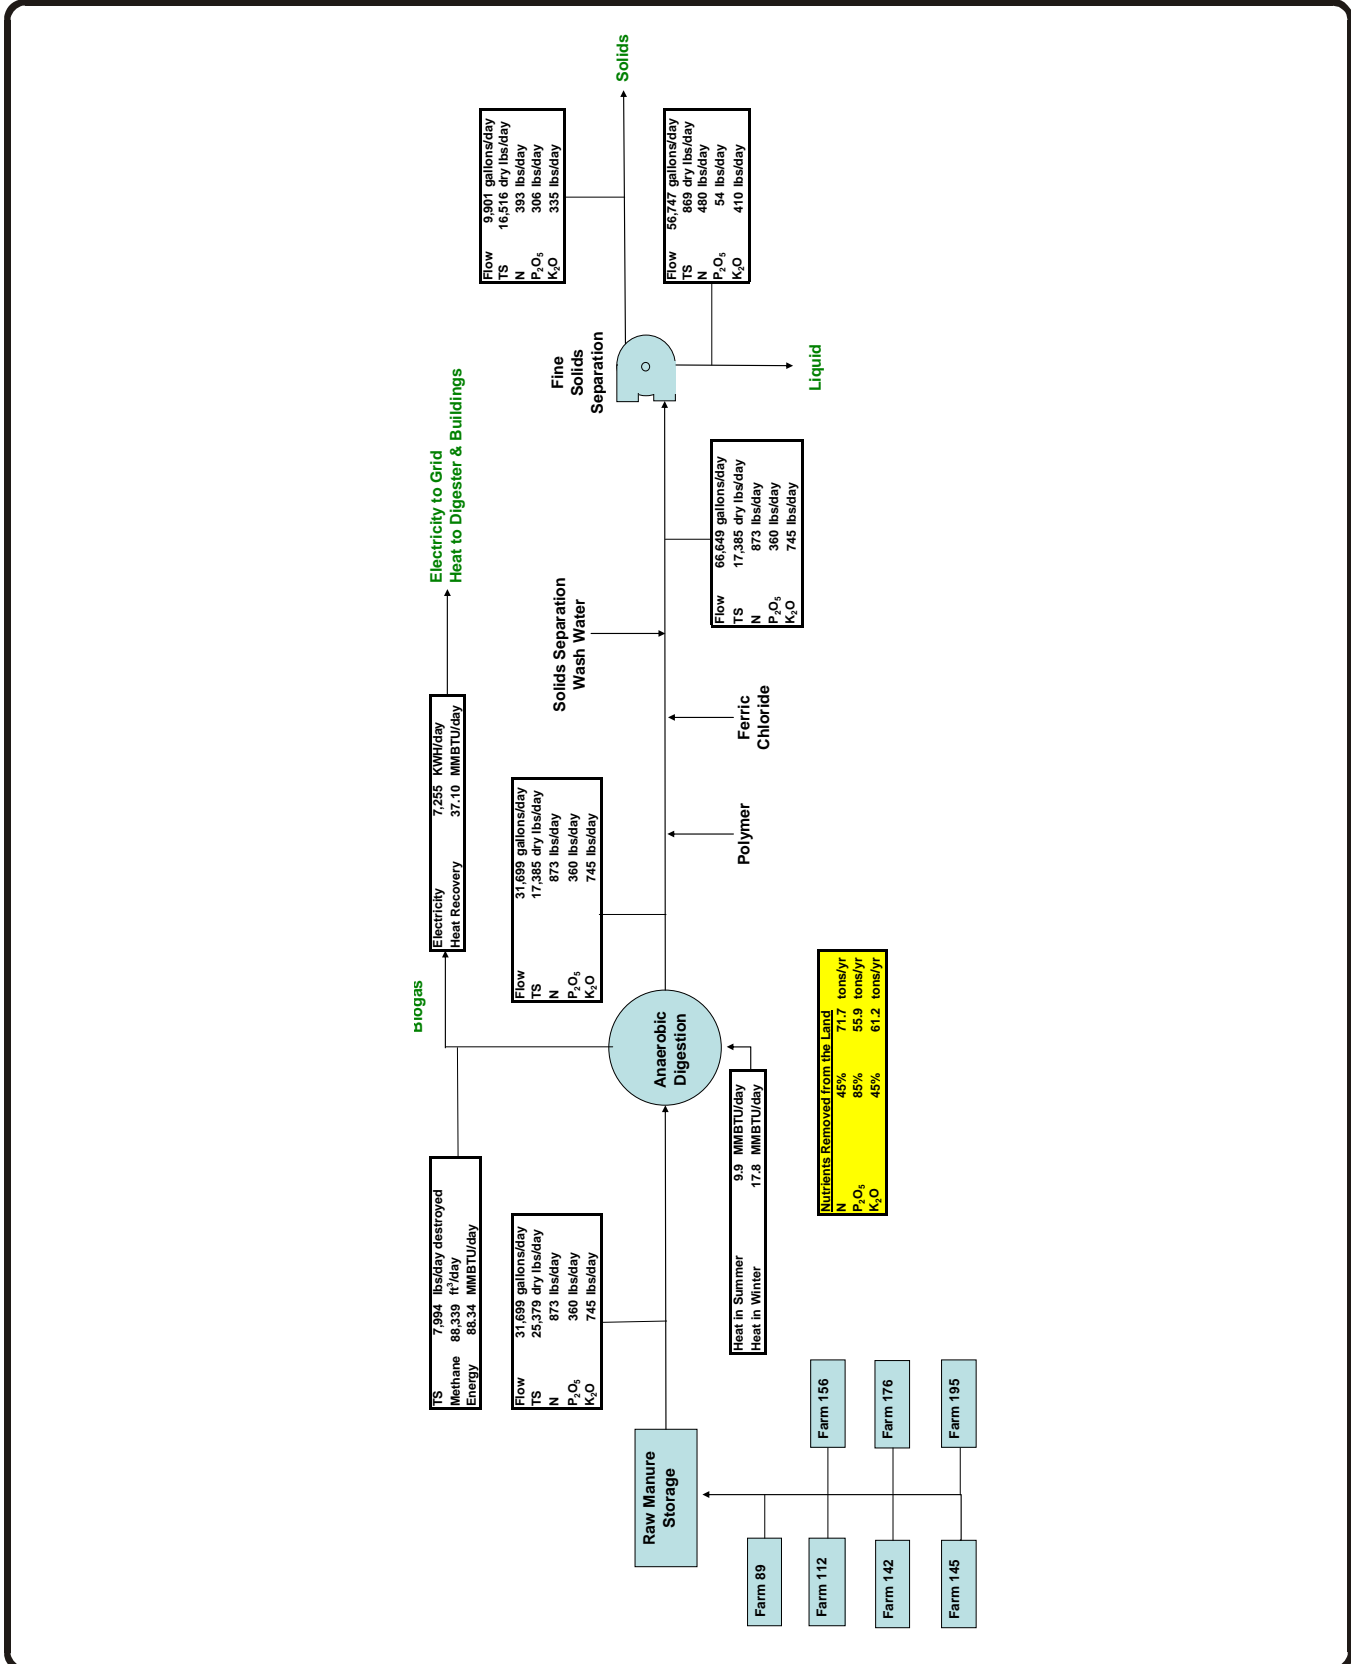 Biogas
Electricity to Grid
Heat to Digester & Buildings
TS 7,994 lbs/day destroyed
Methane 88,339 ft³/day
Energy 88.34 MMBTU/day
Electricity 7,255 KWH/day
Heat Recovery 37.10 MMBTU/day
Flow 31,699 gallons/day
TS 25,379 dry lbs/day
N 873 lbs/day
P₂O₅ 360 lbs/day
K₂O 745 lbs/day
Flow 31,699 gallons/day
TS 17,385 dry lbs/day
N 873 lbs/day
P₂O₅ 360 lbs/day
K₂O 745 lbs/day
Solids Separation
Wash Water
Fine
Solids
Separation
Flow 9,901 gallons/day
TS 16,516 dry lbs/day
N 393 lbs/day
P₂O₅ 306 lbs/day
K₂O 335 lbs/day
Solids
Raw Manure
Storage
Anaerobic
Digestion
Polymer
Ferric
Chloride
Flow 66,649 gallons/day
TS 17,385 dry lbs/day
N 873 lbs/day
P₂O₅ 360 lbs/day
K₂O 745 lbs/day
Flow 56,747 gallons/day
TS 869 dry lbs/day
N 480 lbs/day
P₂O₅ 54 lbs/day
K₂O 410 lbs/day
Liquid
Heat in Summer 9.9 MMBTU/day
Heat in Winter 17.8 MMBTU/day
Nutrients Removed from the Land
N 45% 71.7 tons/yr
P₂O₅ 85% 55.9 tons/yr
K₂O 45% 61.2 tons/yr
Farm 89
Farm 112
Farm 156
Farm 142
Farm 176
Farm 145
Farm 195